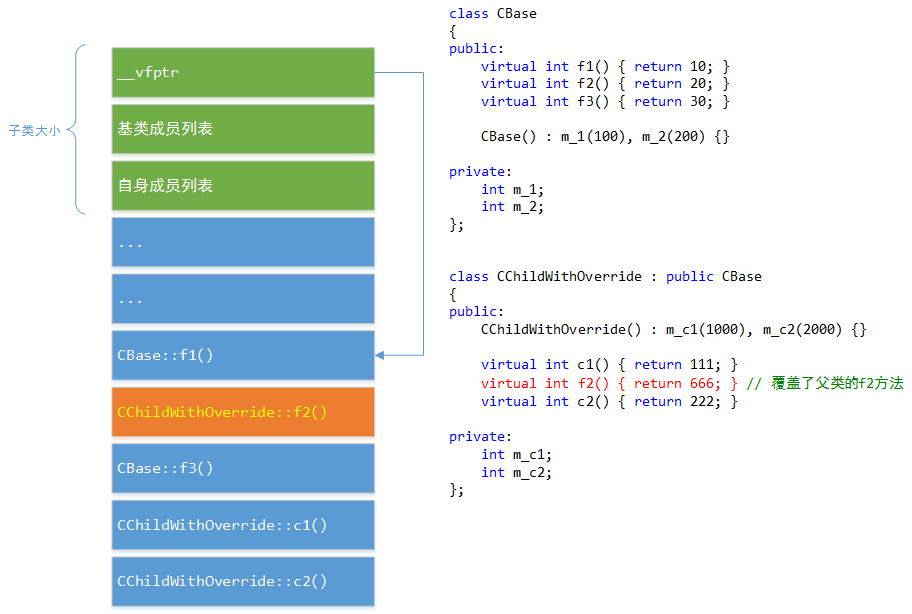 子类大小
__vfptr
基类成员列表
自身成员列表
...
...
CBase::f1()
CChildWithOverride::f2()
CBase::f3()
CChildWithOverride::c1()
CChildWithOverride::c2()
class CBase
{
public:
    virtual int f1() { return 10; }
    virtual int f2() { return 20; }
    virtual int f3() { return 30; }
    CBase() : m_1(100), m_2(200) {}
private:
    int m_1;
    int m_2;
};
class CChildWithOverride : public CBase
{
public:
    CChildWithOverride() : m_c1(1000), m_c2(2000) {}
    virtual int c1() { return 111; }
    virtual int f2() { return 666; } // 覆盖了父类的f2方法
    virtual int c2() { return 222; }
private:
    int m_c1;
    int m_c2;
};